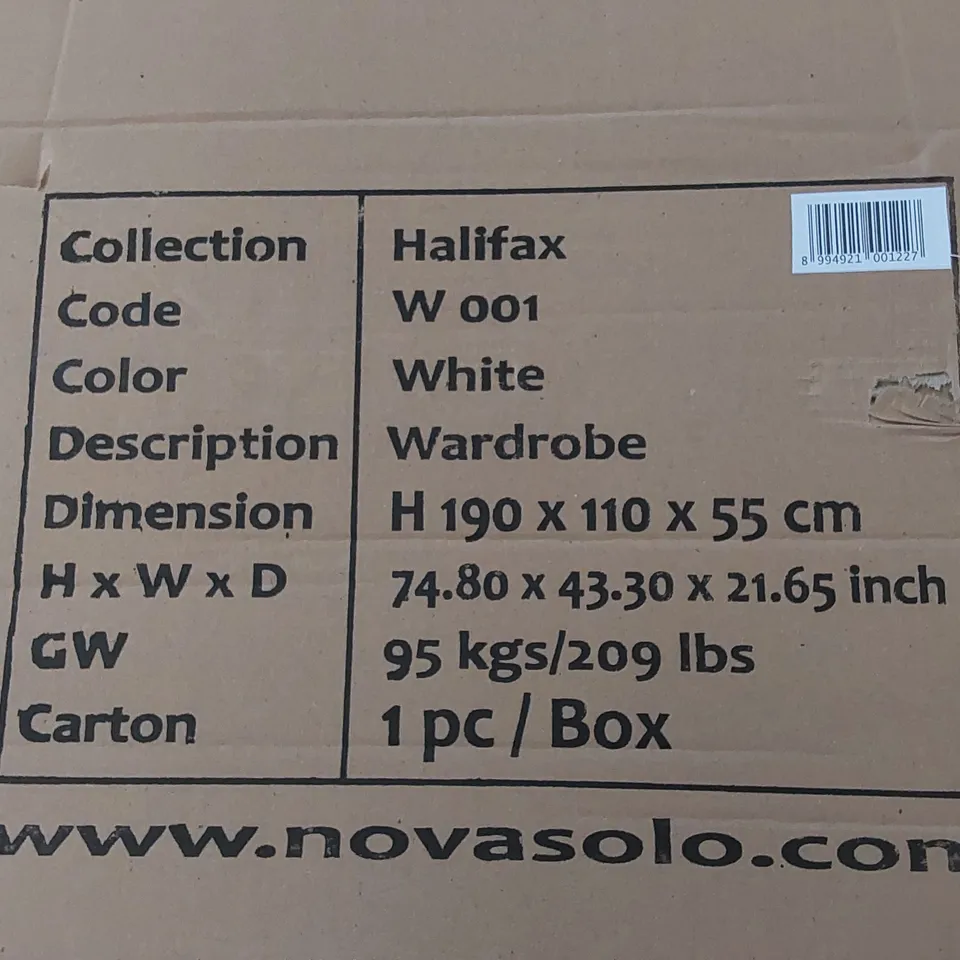 Collection Halifax
8 994921 001227
Code W 001
Color White
Description Wardrobe
Dimension H 190 x 110 x 55 cm
H x W x D 74.80 x 43.30 x 21.65 inch
GW 95 kgs/209 lbs
Carton 1 pc / Box
www.novasolo.com